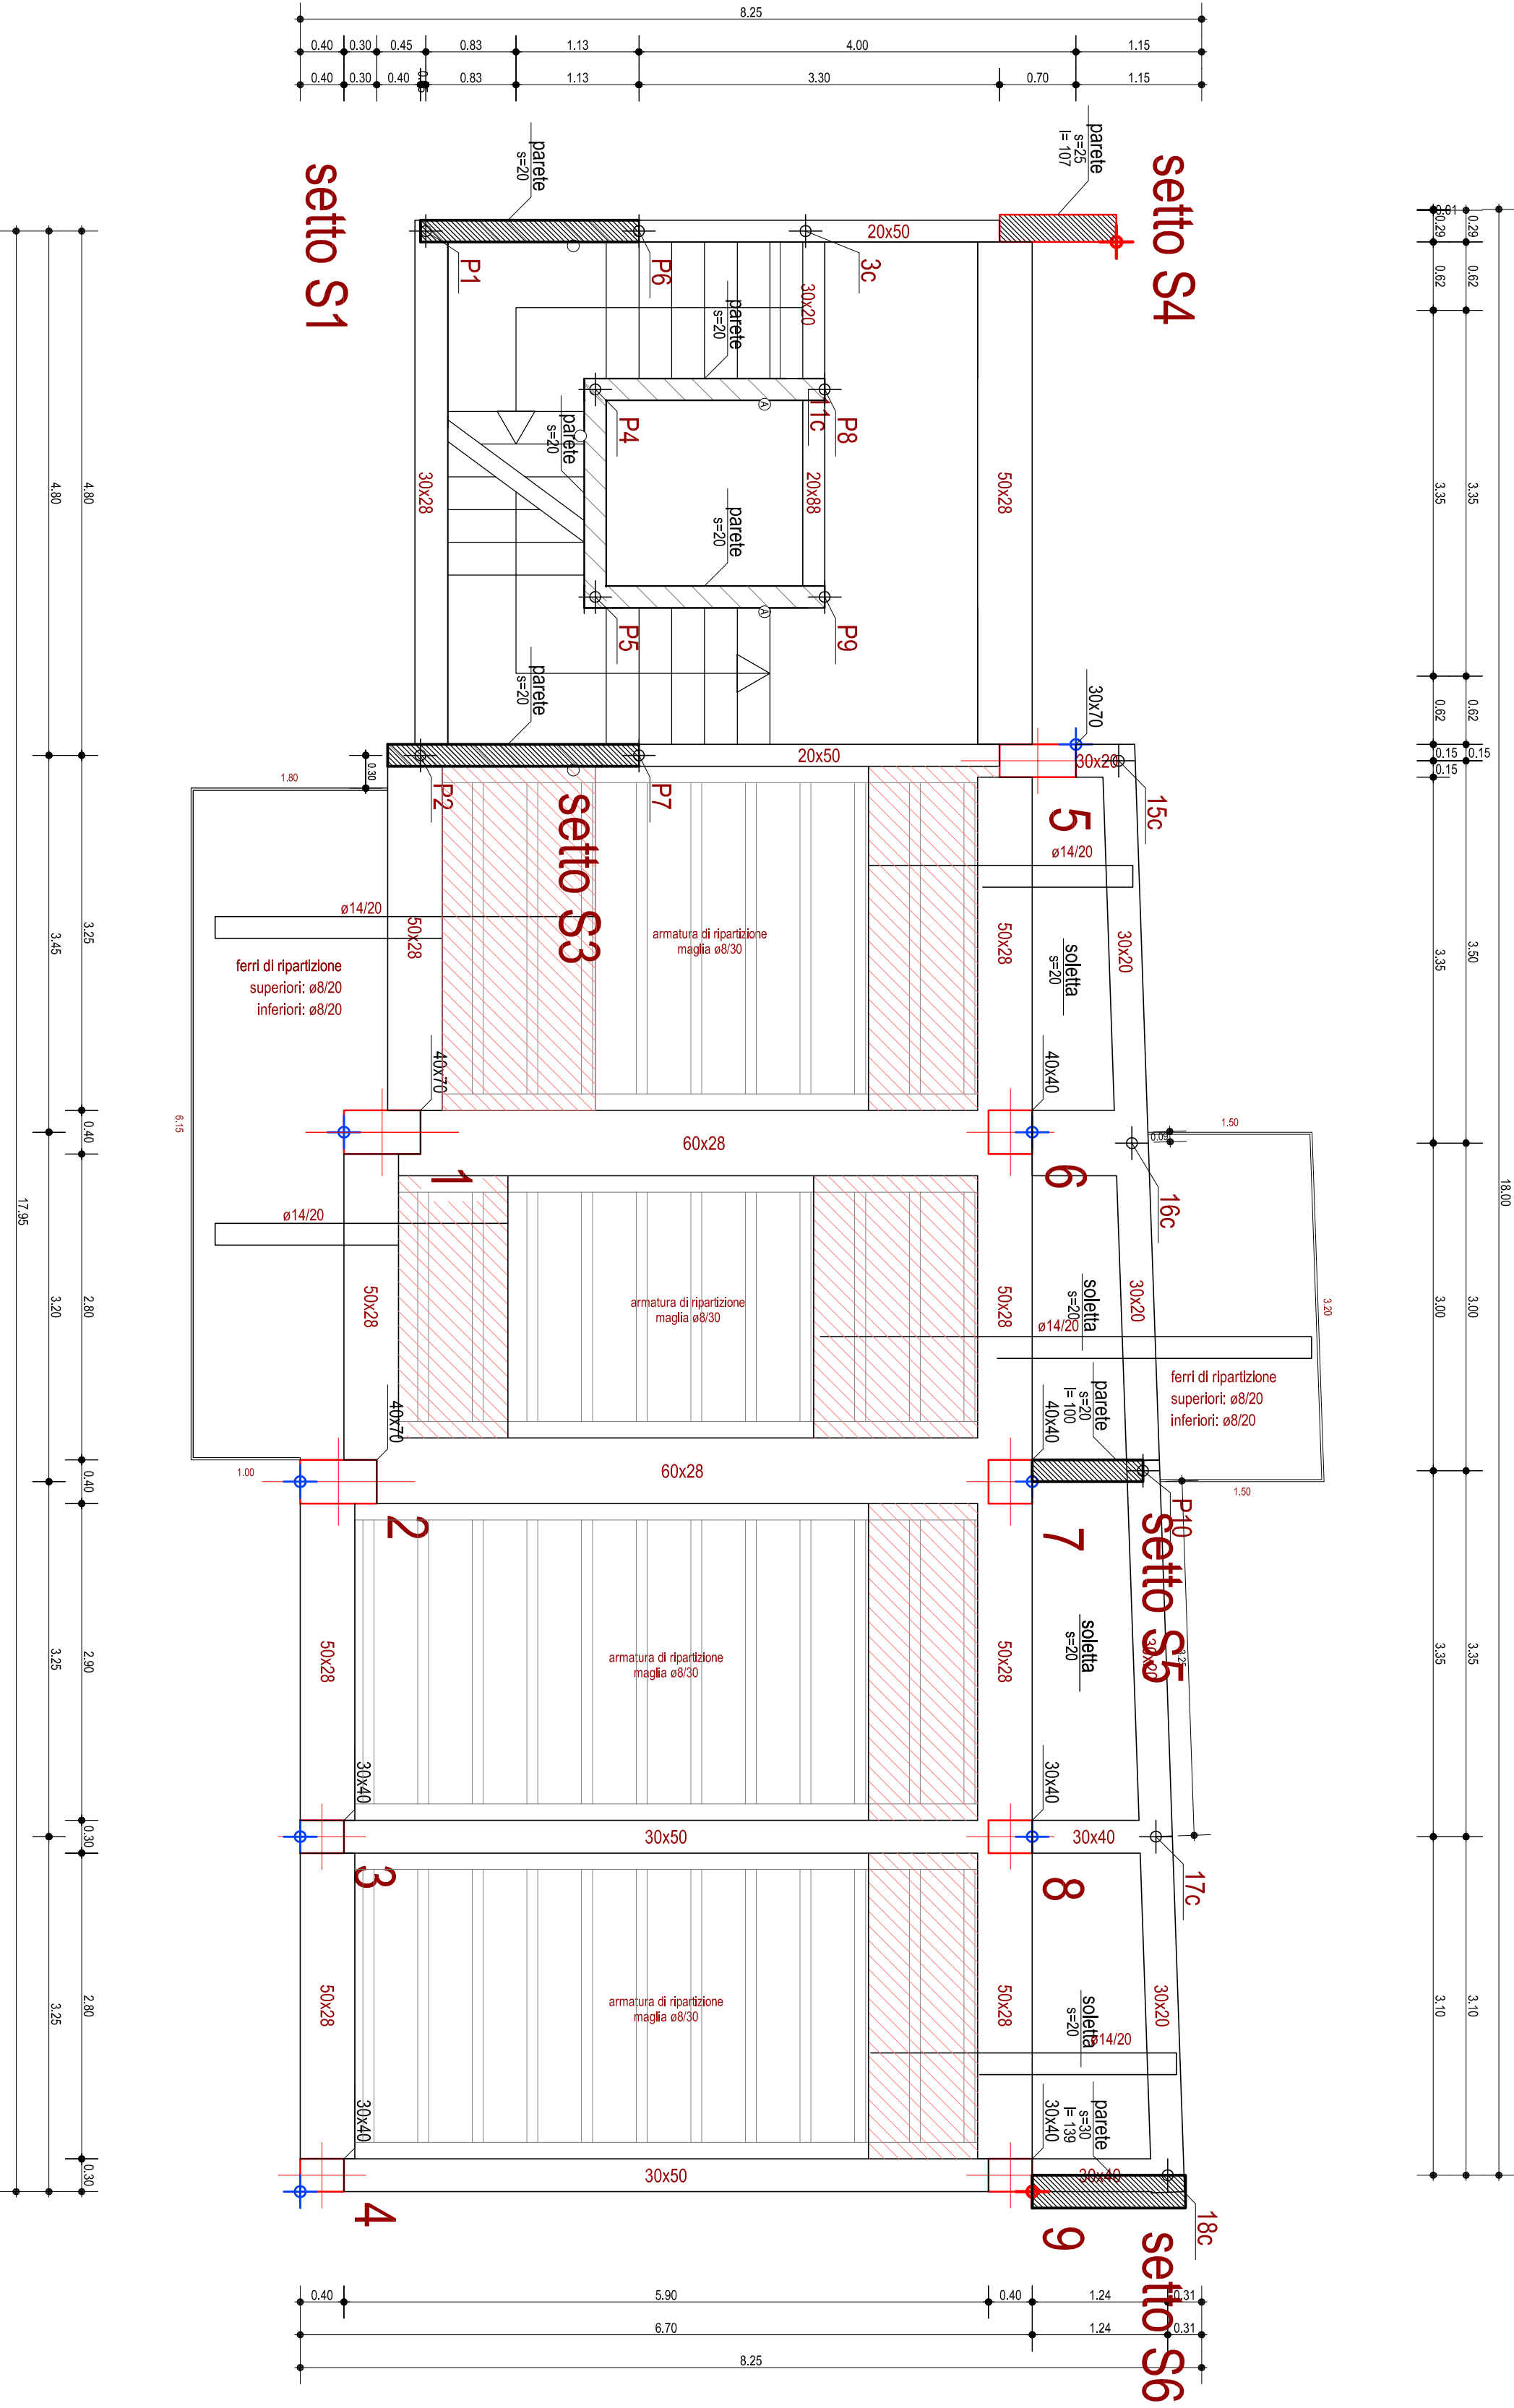 8.25
0.40 0.30 0.45 0.83 1.13 4.00 1.15
0.40 0.30 0.40 0.83 1.13 3.30 0.70 1.15
parete
s=20
parete
s=25
l= 107
setto S1
setto S4
20x50
P1
P6
3c
30x20
parete
s=20
P4
11c
P8
A
parete
s=20
30x28
20x88
50x28
parete
s=20
P5
P9
A
parete
s=20
30x70
20x50
30x20
P2
P7
15c
5
setto S3
1.80
0.30
ø14/20
ø14/20
50x28
armatura di ripartizione
maglia ø8/30
50x28
soletta
s=20
30x20
ferri di ripartizione
superiori: ø8/20
inferiori: ø8/20
40x70
40x40
6.15
60x28
1
6
16c
1.50
0.09
ø14/20
50x28
armatura di ripartizione
maglia ø8/30
50x28
soletta
s=20
30x20
3.20
ø14/20
ferri di ripartizione
superiori: ø8/20
inferiori: ø8/20
parete
s=20
l= 100
40x70
40x40
1.00
60x28
1.50
P10
2
7
setto S5
50x28
armatura di ripartizione
maglia ø8/30
50x28
soletta
s=20
30x20
3.25
30x40
30x40
30x50
30x40
3
8
17c
50x28
armatura di ripartizione
maglia ø8/30
50x28
soletta
s=20
30x20
ø14/20
parete
s=30
l= 139
30x40
30x40
30x50
30x40
4
9
18c
setto S6
0.40 5.90 0.40 1.24 0.31
6.70 1.24 0.31
8.25
4.80 3.25 0.40 2.80 0.40 2.90 0.30 2.80 0.30
4.80 3.45 3.20 3.25 3.25
17.95
0.01 0.29 0.62 3.35 0.62 0.15 0.15 3.35 3.00 3.35 3.10
0.29 0.62 3.35 0.62 0.15 3.50 3.00 3.35 3.10
18.00